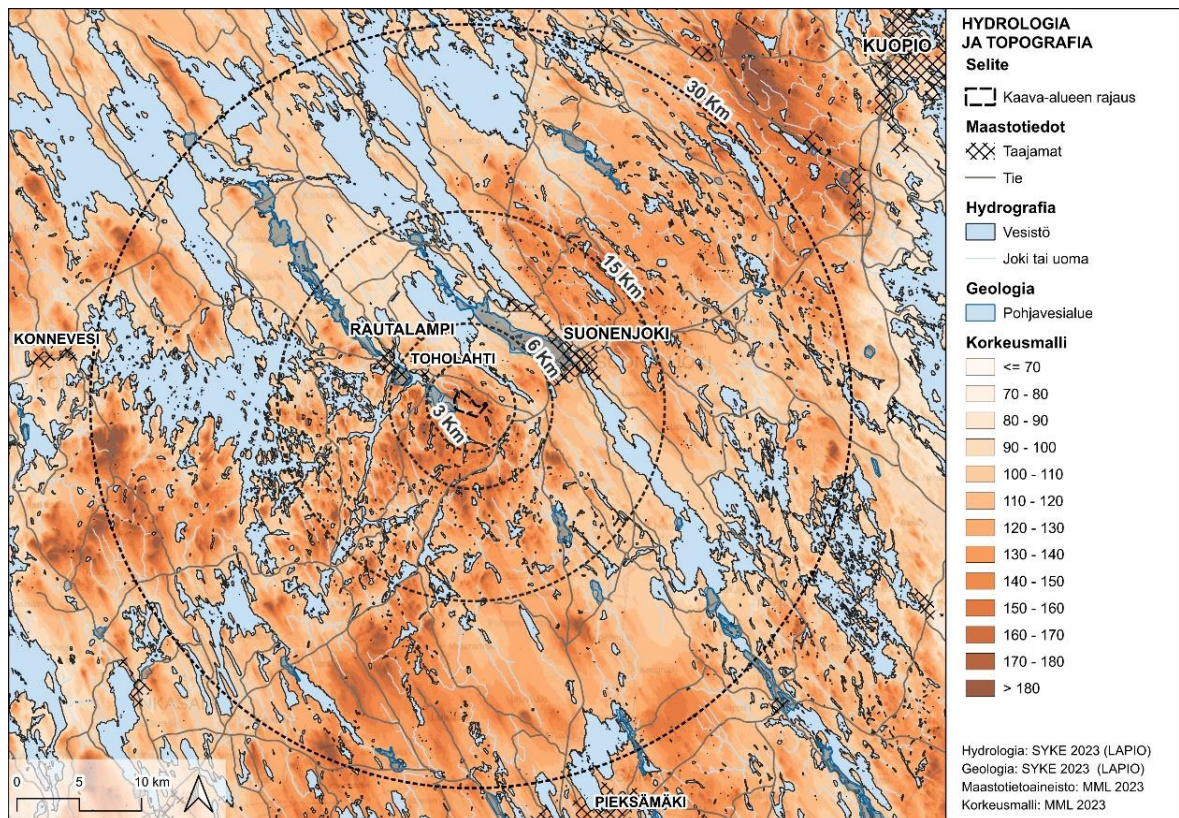 KUOPIO
30 Km
15 Km
KONNEVESI
RAUTALAMPI
SUONENJOKI
TOHOLAHTI
6 Km
3 Km
PIEKSÄMÄKI
0 5 10 km
HYDROLOGIA
JA TOPOGRAFIA
Selite
Kaava-alueen rajaus
Maastotiedot
Taajamat
Tie
Hydrografia
Vesistö
Joki tai uoma
Geologia
Pohjavesialue
Korkeusmalli
<= 70
70 - 80
80 - 90
90 - 100
100 - 110
110 - 120
120 - 130
130 - 140
140 - 150
150 - 160
160 - 170
170 - 180
> 180
Hydrologia: SYKE 2023 (LAPIO)
Geologia: SYKE 2023 (LAPIO)
Maastotietoaineisto: MML 2023
Korkeusmalli: MML 2023